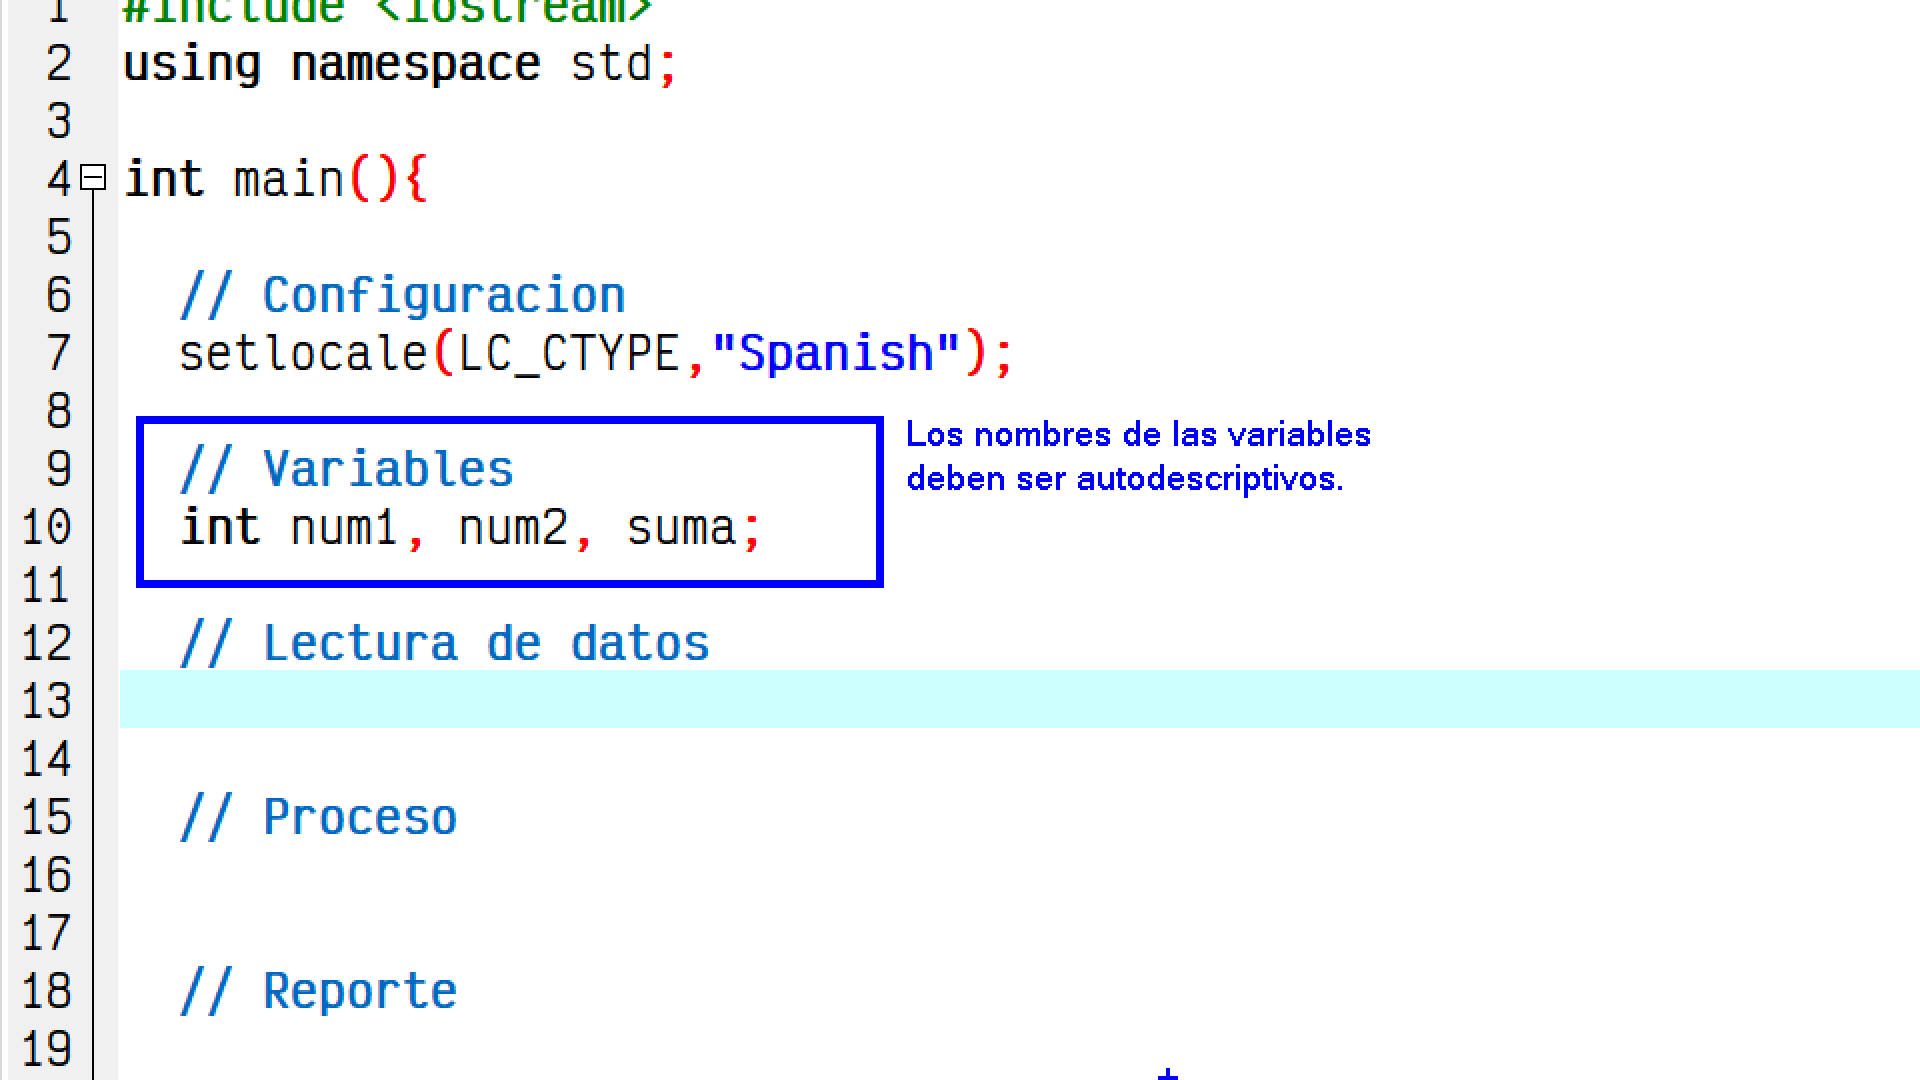 1 #include <iostream>
2 using namespace std;
3
4 int main(){
5
6 // Configuracion
7 setlocale(LC_CTYPE,"Spanish");
8
9 // Variables
10 int num1, num2, suma;
11
12 // Lectura de datos
13
14
15 // Proceso
16
17
18 // Reporte
19
Los nombres de las variables
deben ser autodescriptivos.